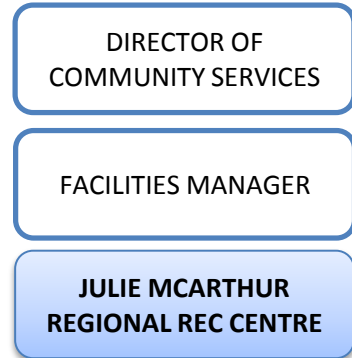 DIRECTOR OF
COMMUNITY SERVICES
FACILITIES MANAGER
JULIE MCARTHUR
REGIONAL REC CENTRE